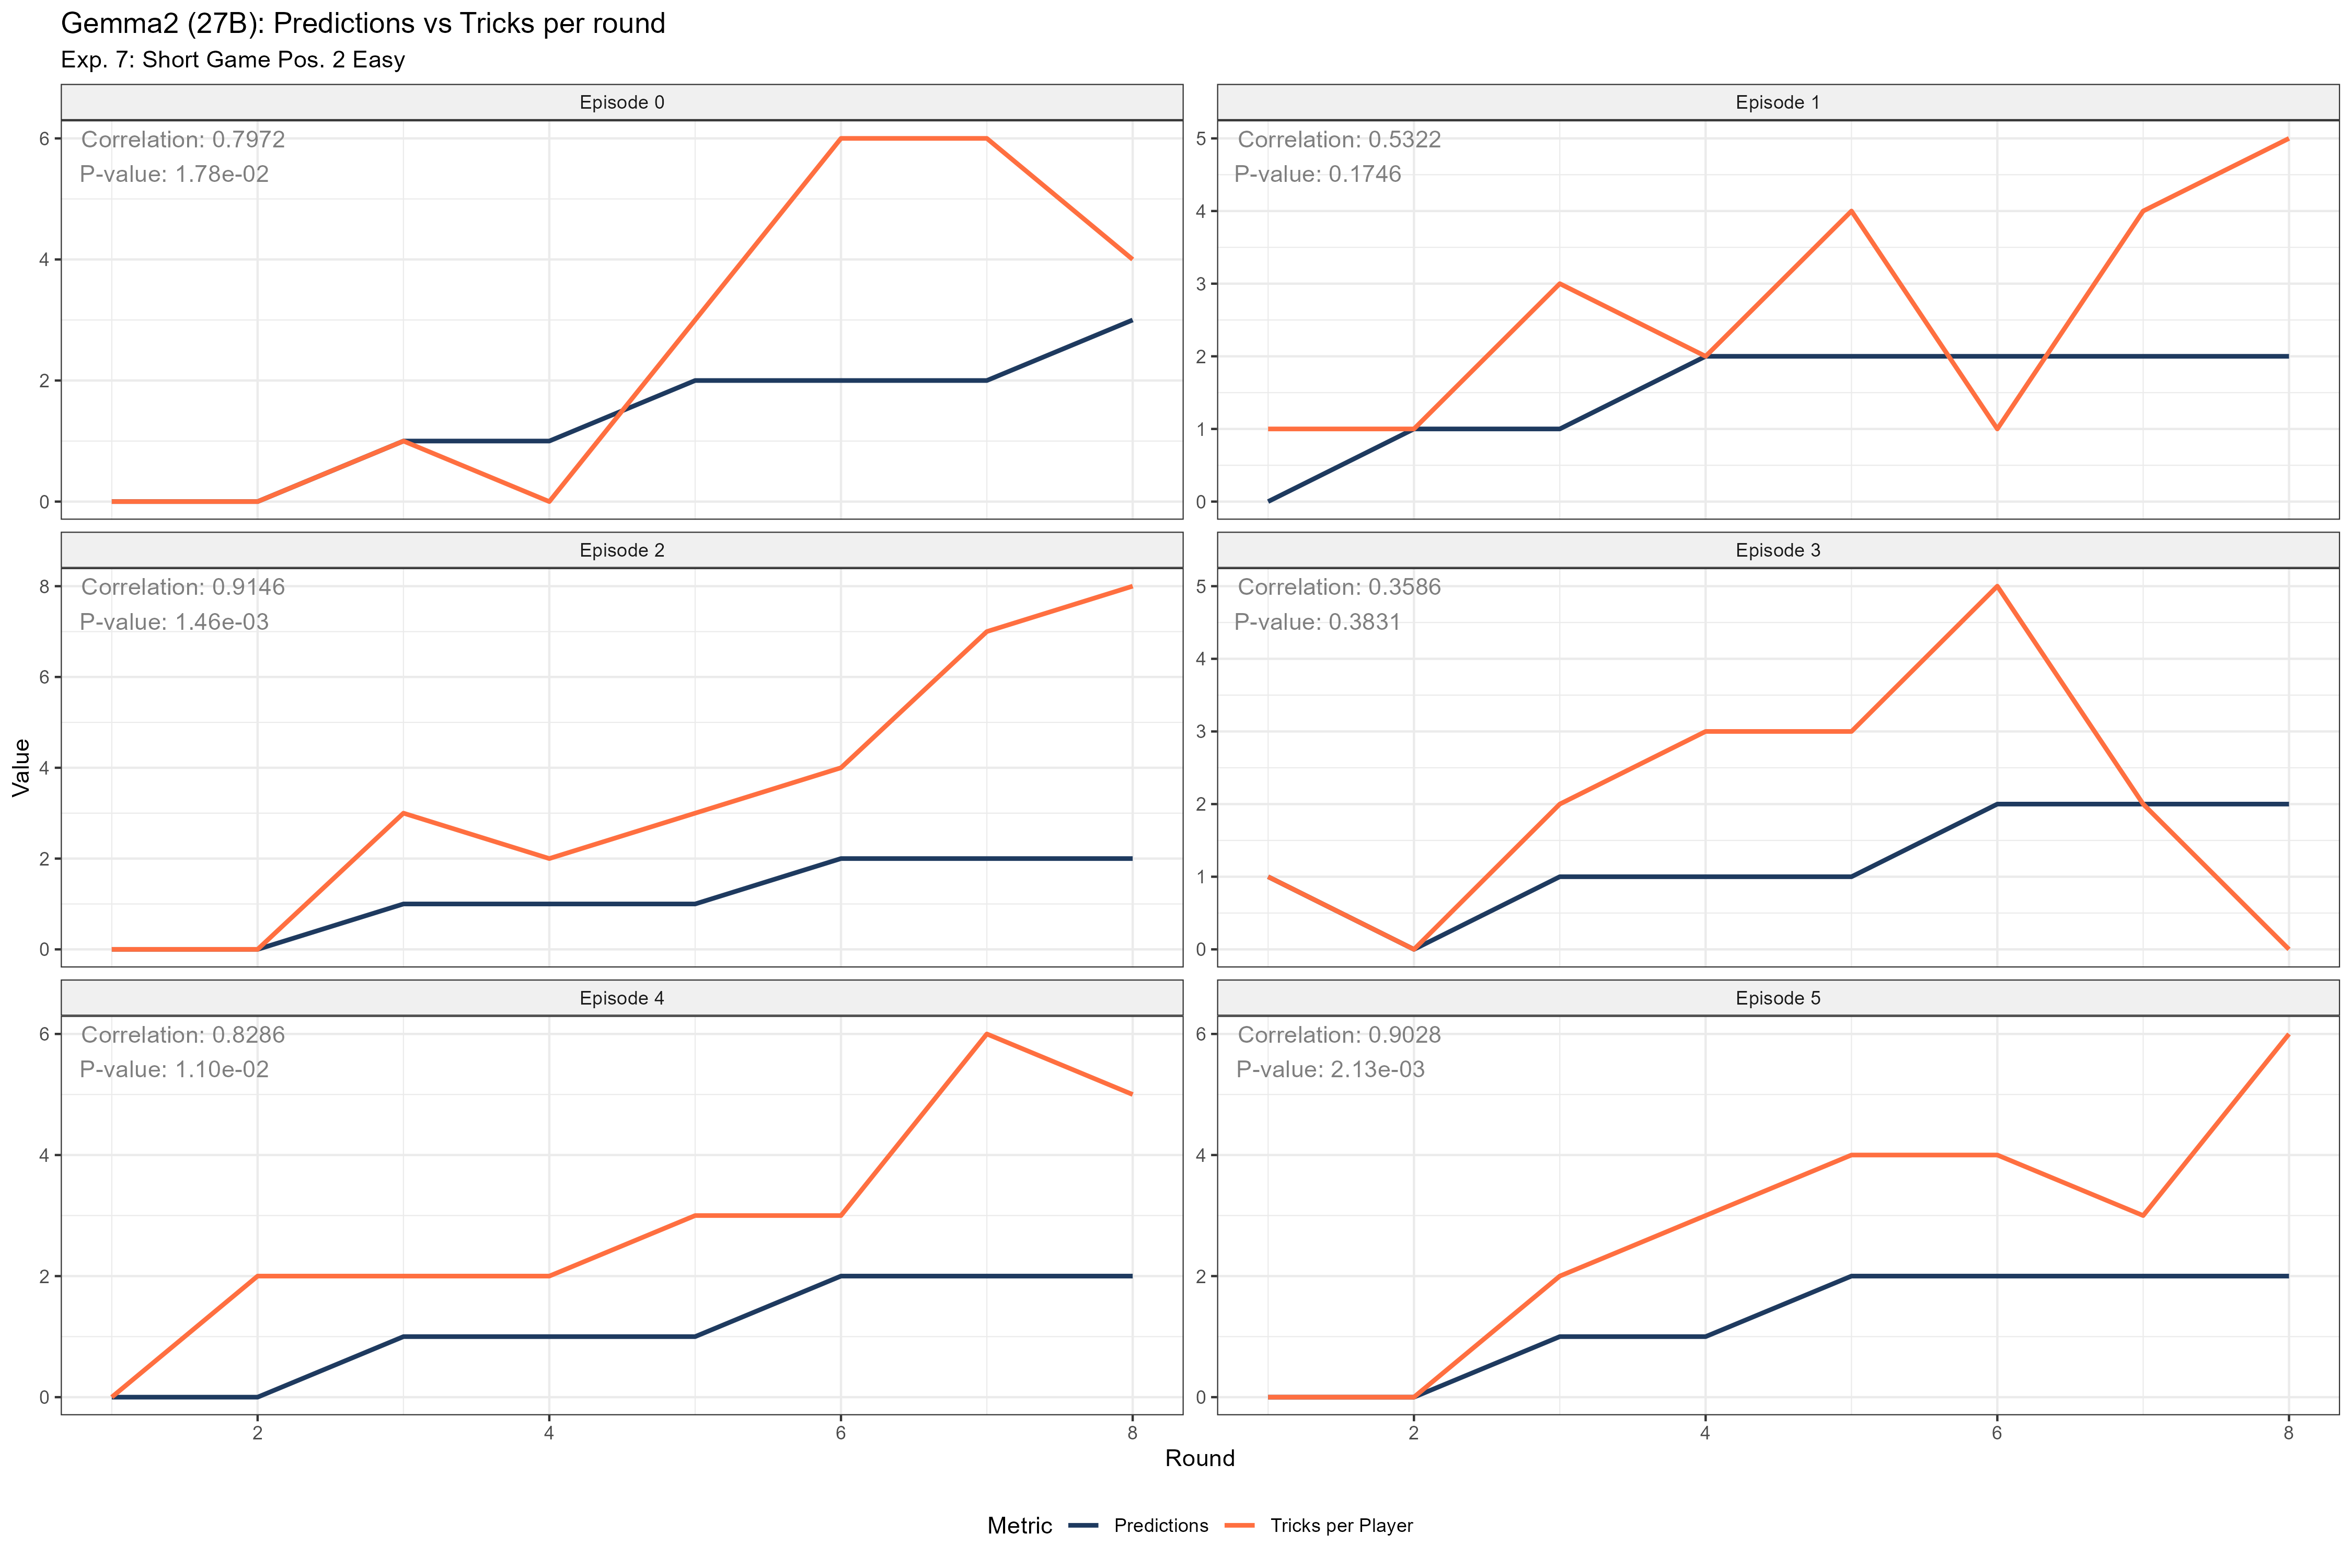 Gemma2 (27B): Predictions vs Tricks per round
Exp. 7: Short Game Pos. 2 Easy
Episode 0
Correlation: 0.7972
P-value: 1.78e-02
6
4
2
0
Episode 1
Correlation: 0.5322
P-value: 0.1746
5
4
3
2
1
0
Episode 2
Correlation: 0.9146
P-value: 1.46e-03
8
6
4
2
0
Episode 3
Correlation: 0.3586
P-value: 0.3831
5
4
3
2
1
0
Episode 4
Correlation: 0.8286
P-value: 1.10e-02
6
4
2
0
2 4 6 8
Episode 5
Correlation: 0.9028
P-value: 2.13e-03
6
4
2
0
2 4 6 8
Value
Round
Metric Predictions Tricks per Player